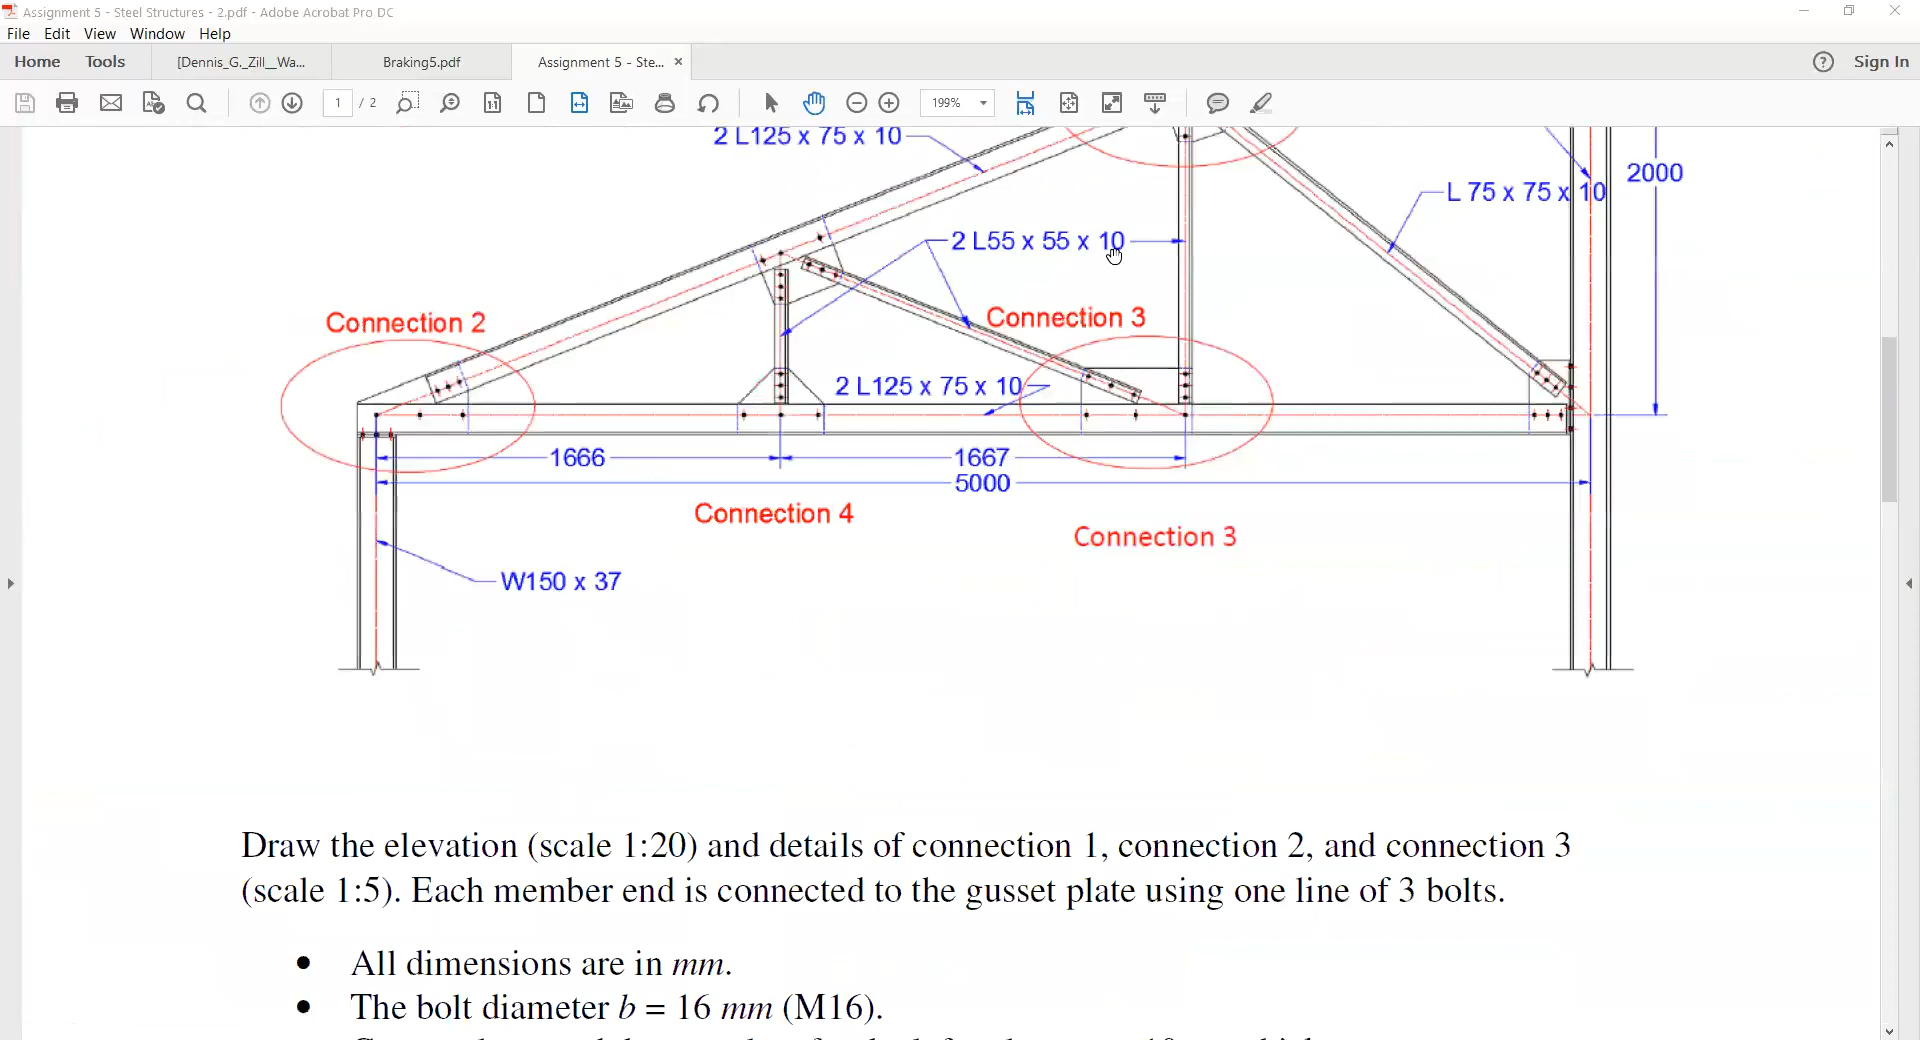 Assignment 5 - Steel Structures - 2.pdf - Adobe Acrobat Pro DC
File Edit View Window Help
Home Tools [Dennis_G._Zill__Wa... Braking5.pdf Assignment 5 - Ste... × Sign In
1 / 2 199%
2 L125 x 75 x 10
2000
L 75 x 75 x 10
2 L55 x 55 x 10
Connection 2
Connection 3
2 L125 x 75 x 10
1666 1667
5000
Connection 4
Connection 3
W150 x 37
Draw the elevation (scale 1:20) and details of connection 1, connection 2, and connection 3
(scale 1:5). Each member end is connected to the gusset plate using one line of 3 bolts.
• All dimensions are in mm.
• The bolt diameter b = 16 mm (M16).